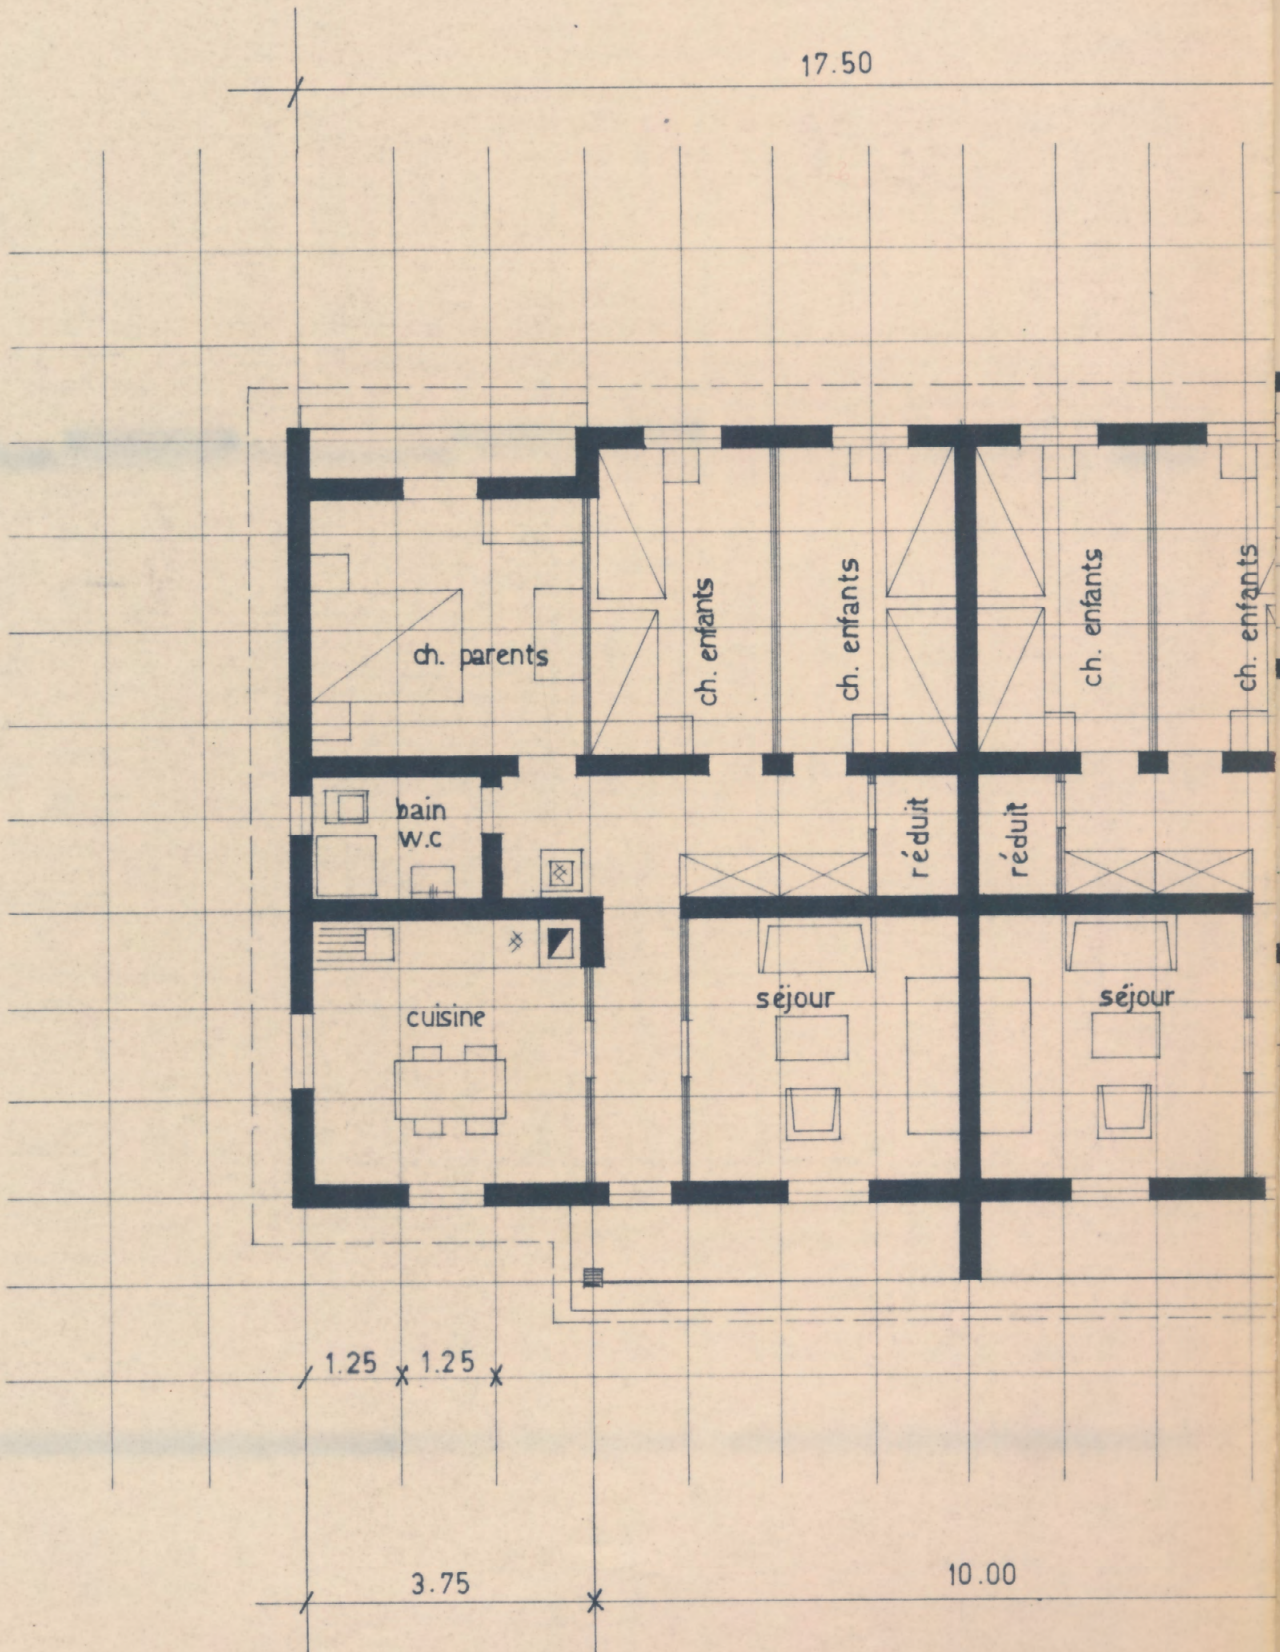 17.50
ch. parents
ch. enfants
ch. enfants
ch. enfants
ch. enfants
bain
w.c
réduit
réduit
cuisine
séjour
séjour
1.25
1.25
3.75
10.00